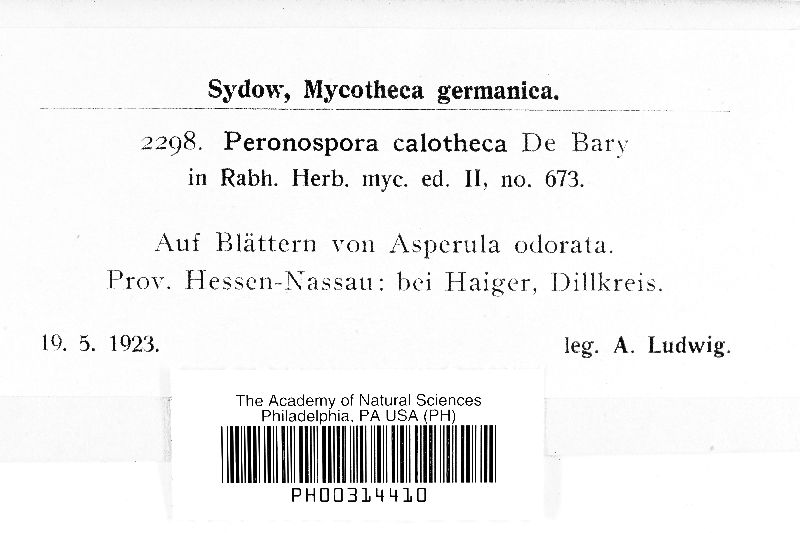 Sydow, Mycotheca germanica.
2298. Peronospora calotheca De Bary
in Rabh. Herb. myc. ed. II, no. 673.
Auf Blättern von Asperula odorata.
Prov. Hessen-Nassau: bei Haiger, Dillkreis.
19. 5. 1923. leg. A. Ludwig.
The Academy of Natural Sciences
Philadelphia, PA USA (PH)
PH00314410